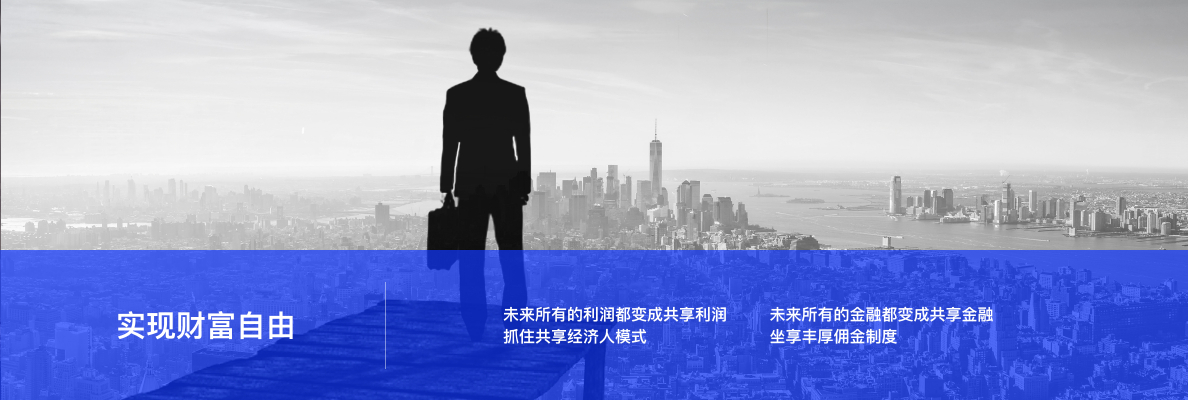 实现财富自由
未来所有的利润都变成共享利润
抓住共享经济人模式
未来所有的金融都变成共享金融
坐享丰厚佣金制度